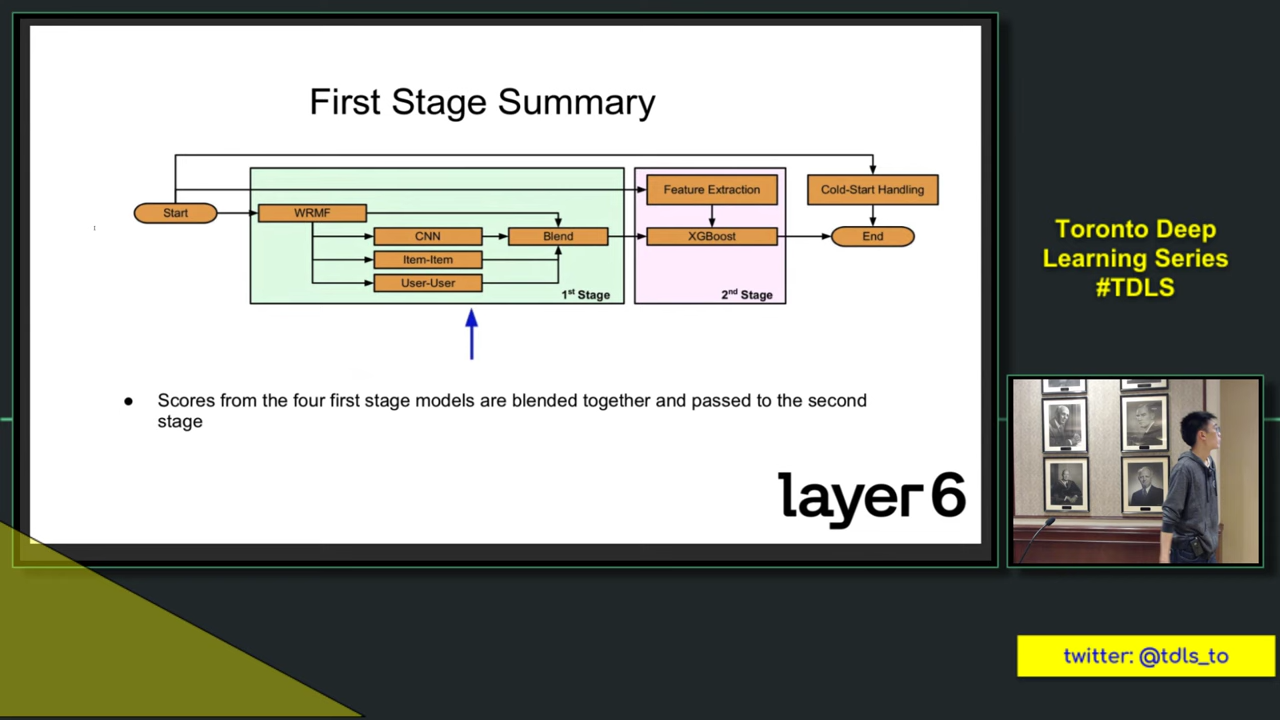 First Stage Summary
Start
WRMF
CNN
Item-Item
User-User
Blend
1st Stage
Feature Extraction
XGBoost
2nd Stage
Cold-Start Handling
End
● Scores from the four first stage models are blended together and passed to the second
stage
layer 6
Toronto Deep
Learning Series
#TDLS
twitter: @tdls_to